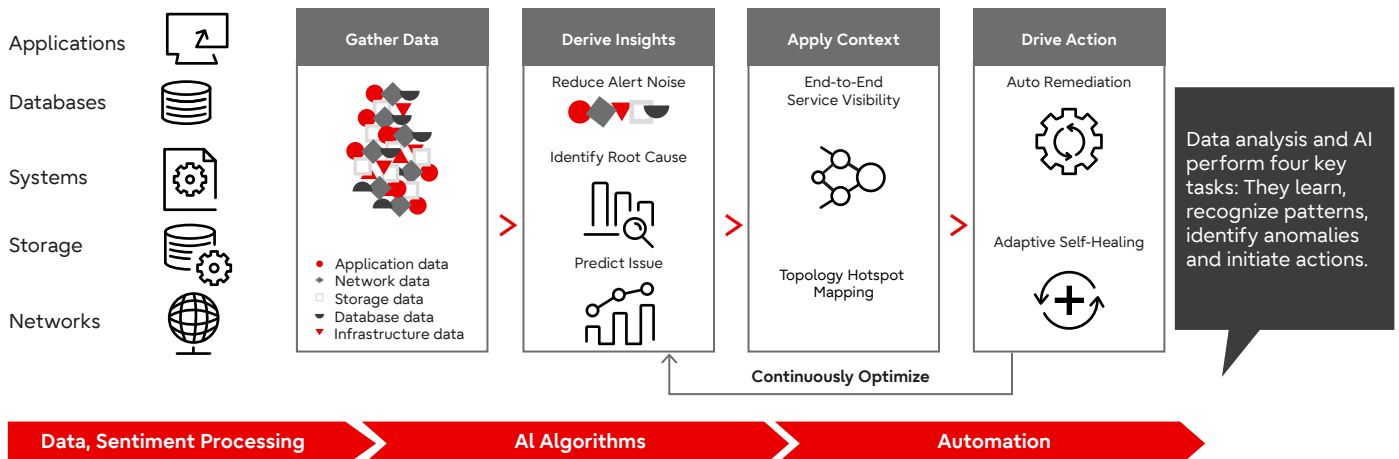 Applications
Databases
Systems
Storage
Networks
Gather Data
Application data
Network data
Storage data
Database data
Infrastructure data
Derive Insights
Reduce Alert Noise
Identify Root Cause
Predict Issue
Apply Context
End-to-End
Service Visibility
Topology Hotspot
Mapping
Drive Action
Auto Remediation
Adaptive Self-Healing
Continuously Optimize
Data analysis and AI
perform four key
tasks: They learn,
recognize patterns,
identify anomalies
and initiate actions.
Data, Sentiment Processing
AI Algorithms
Automation